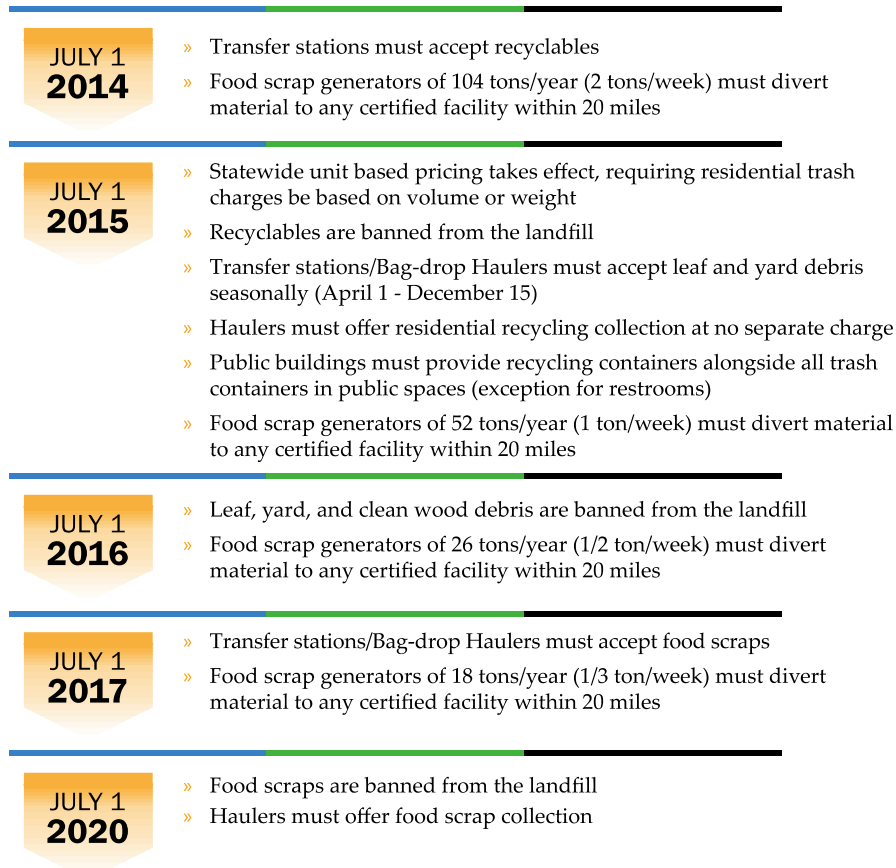 JULY 1
2014
» Transfer stations must accept recyclables
» Food scrap generators of 104 tons/year (2 tons/week) must divert
material to any certified facility within 20 miles
JULY 1
2015
» Statewide unit based pricing takes effect, requiring residential trash
charges be based on volume or weight
» Recyclables are banned from the landfill
» Transfer stations/Bag-drop Haulers must accept leaf and yard debris
seasonally (April 1 - December 15)
» Haulers must offer residential recycling collection at no separate charge
» Public buildings must provide recycling containers alongside all trash
containers in public spaces (exception for restrooms)
» Food scrap generators of 52 tons/year (1 ton/week) must divert material
to any certified facility within 20 miles
JULY 1
2016
» Leaf, yard, and clean wood debris are banned from the landfill
» Food scrap generators of 26 tons/year (1/2 ton/week) must divert
material to any certified facility within 20 miles
JULY 1
2017
» Transfer stations/Bag-drop Haulers must accept food scraps
» Food scrap generators of 18 tons/year (1/3 ton/week) must divert
material to any certified facility within 20 miles
JULY 1
2020
» Food scraps are banned from the landfill
» Haulers must offer food scrap collection